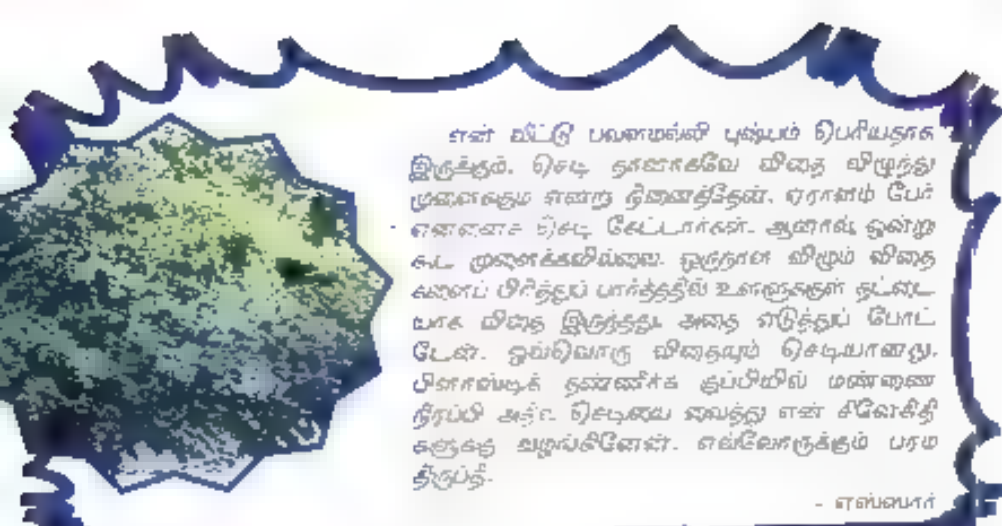 என் வீட்டு பவளமல்லி புஷ்பம் பெரியதாக
இருக்கும். செடி தானாகவே விதை விழுந்து
முளைக்கும் என்று நினைத்தேன். ஏராளம் பேர்
என்னைச் செடி கேட்டார்கள். ஆனால் ஒன்று
கூட முளைக்கவில்லை. ஒருநாள் விழும் விதை
களைப் பிரித்துப் பார்த்ததில் உள்ளுக்குள் தட்டை
யாக விதை இருந்தது. அதை எடுத்துப் போட்
டேன். ஒவ்வொரு விதையும் செடியானது.
பிளாஸ்டிக் தண்ணீர்க் குப்பியில் மண்ணை
நிரப்பி அதில் செடியை வைத்து என் சிநேகிதி
களுக்கு வழங்கினேன். எல்லோருக்கும் பரம
திருப்தி.